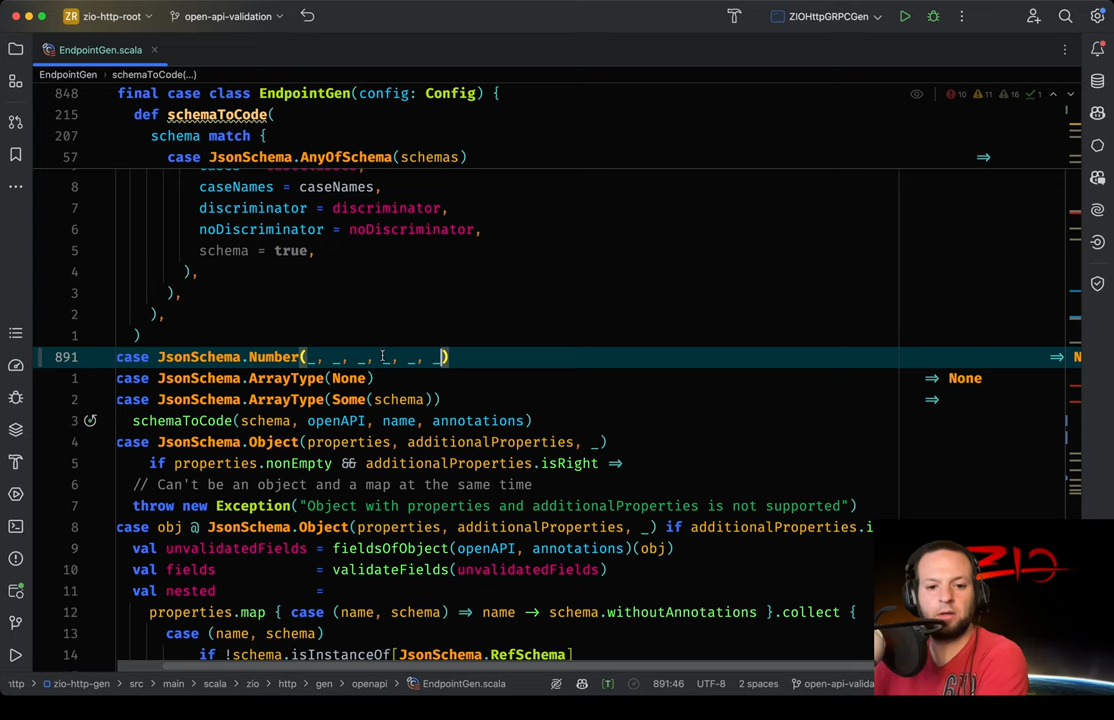 ZR zio-http-root open-api-validation ZIOHttpGRPCGen
EndpointGen.scala ×
EndpointGen › schemaToCode(...)
848 final case class EndpointGen(config: Config) { 10 11 16 1
215 def schemaToCode(
207 schema match {
57 case JsonSchema.AnyOfSchema(schemas) ⇒
8 caseNames = caseNames,
7 discriminator = discriminator,
6 noDiscriminator = noDiscriminator,
5 schema = true,
4 ),
3 ),
2 ),
1 )
891 case JsonSchema.Number(_, _, _, _, _, _) ⇒ N
1 case JsonSchema.ArrayType(None) ⇒ None
2 case JsonSchema.ArrayType(Some(schema)) ⇒
3 schemaToCode(schema, openAPI, name, annotations)
4 case JsonSchema.Object(properties, additionalProperties, _)
5 if properties.nonEmpty && additionalProperties.isRight ⇒
6 // Can't be an object and a map at the same time
7 throw new Exception("Object with properties and additionalProperties is not supported")
8 case obj @ JsonSchema.Object(properties, additionalProperties, _) if additionalProperties.i
9 val unvalidatedFields = fieldsOfObject(openAPI, annotations)(obj)
10 val fields = validateFields(unvalidatedFields)
11 val nested =
12 properties.map { case (name, schema) ⇒ name → schema.withoutAnnotations }.collect {
13 case (name, schema)
14 if !schema.isInstanceOf[JsonSchema.RefSchema]
ttp › zio-http-gen › src › main › scala › zio › http › gen › openapi › EndpointGen.scala 891:46 UTF-8 2 spaces open-api-valida